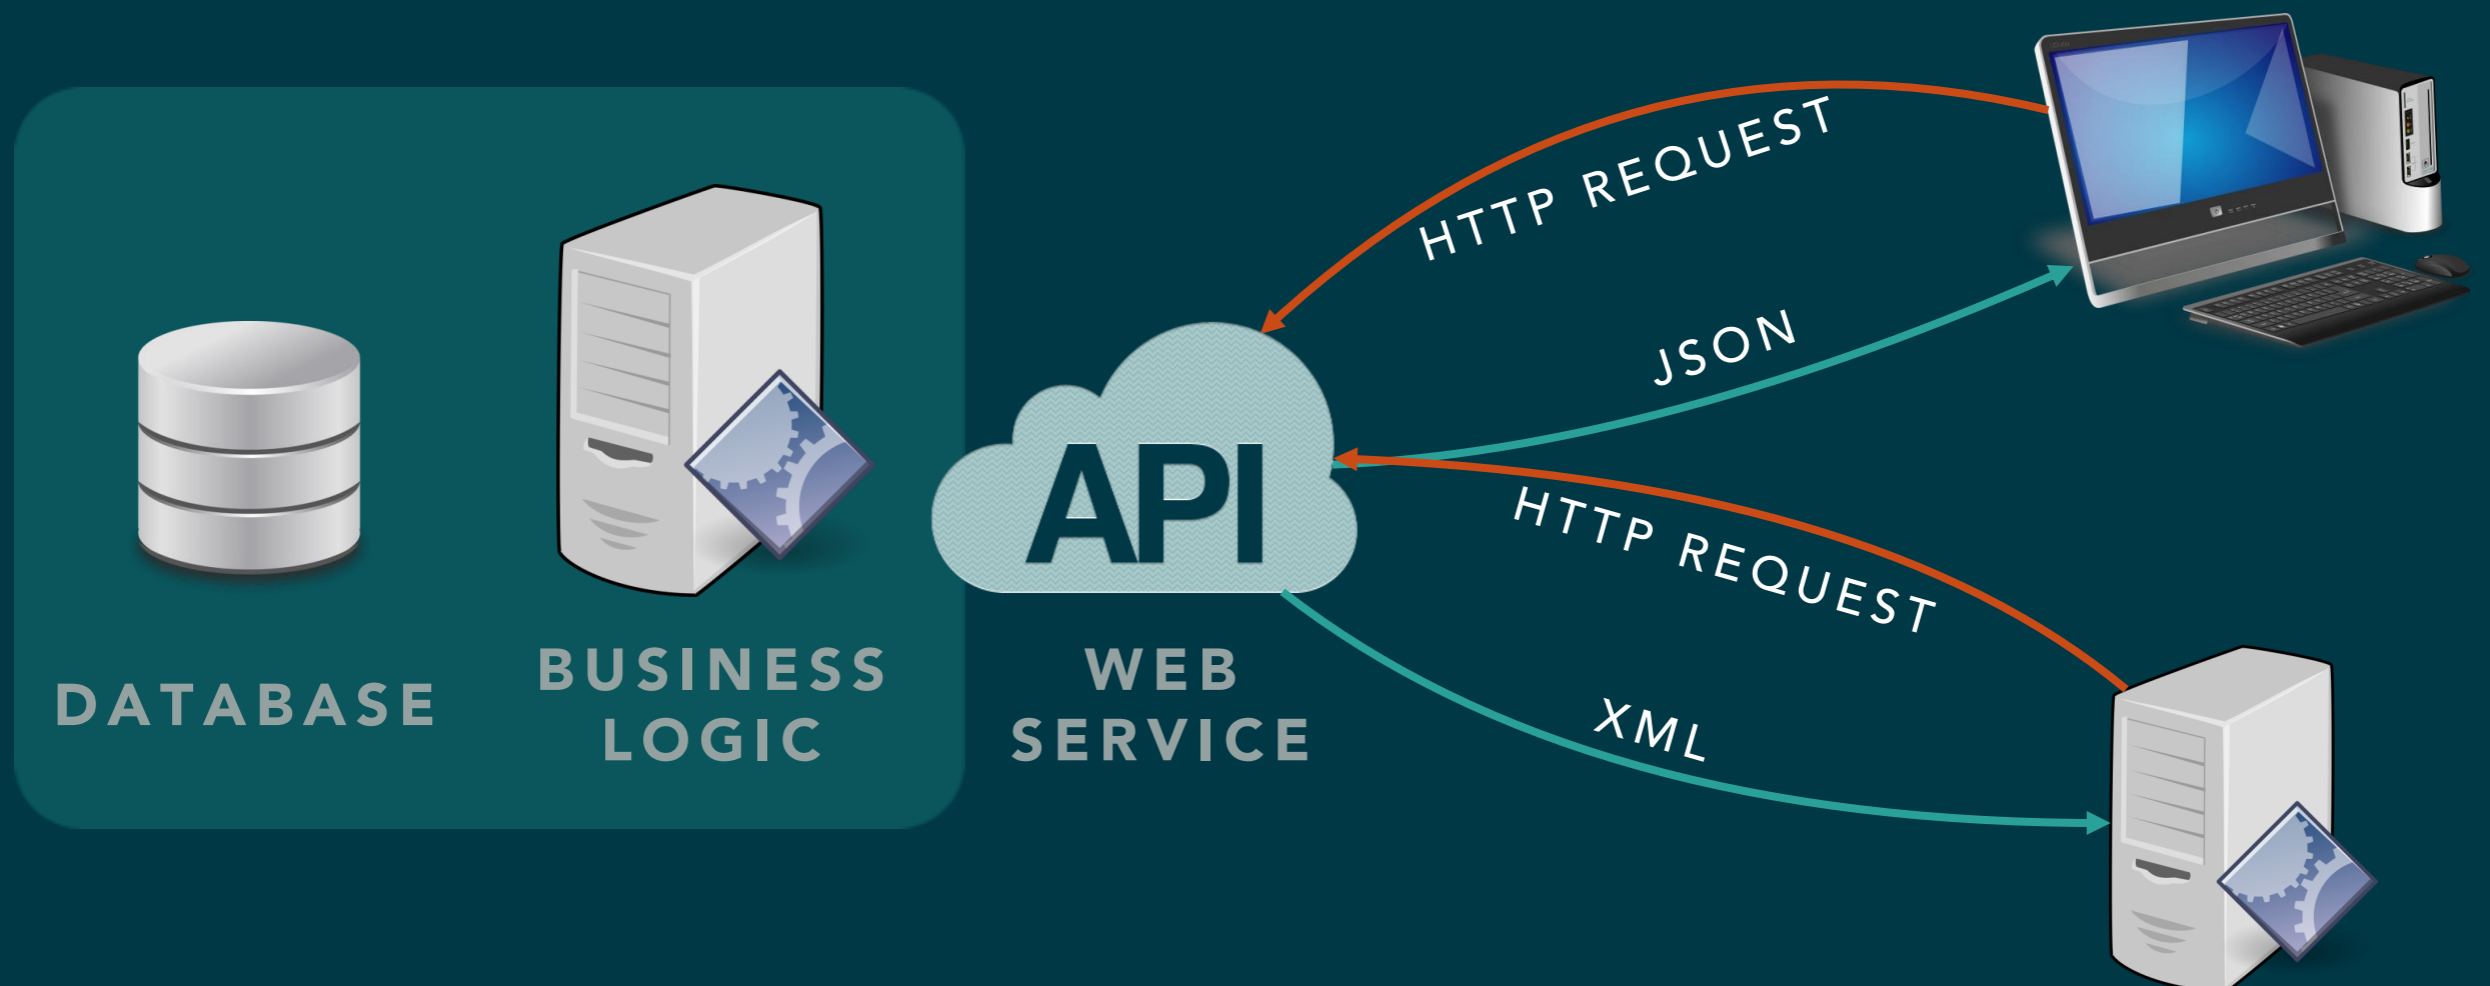 HTTP REQUEST
JSON
API
HTTP REQUEST
DATABASE
BUSINESS
LOGIC
WEB
SERVICE
XML